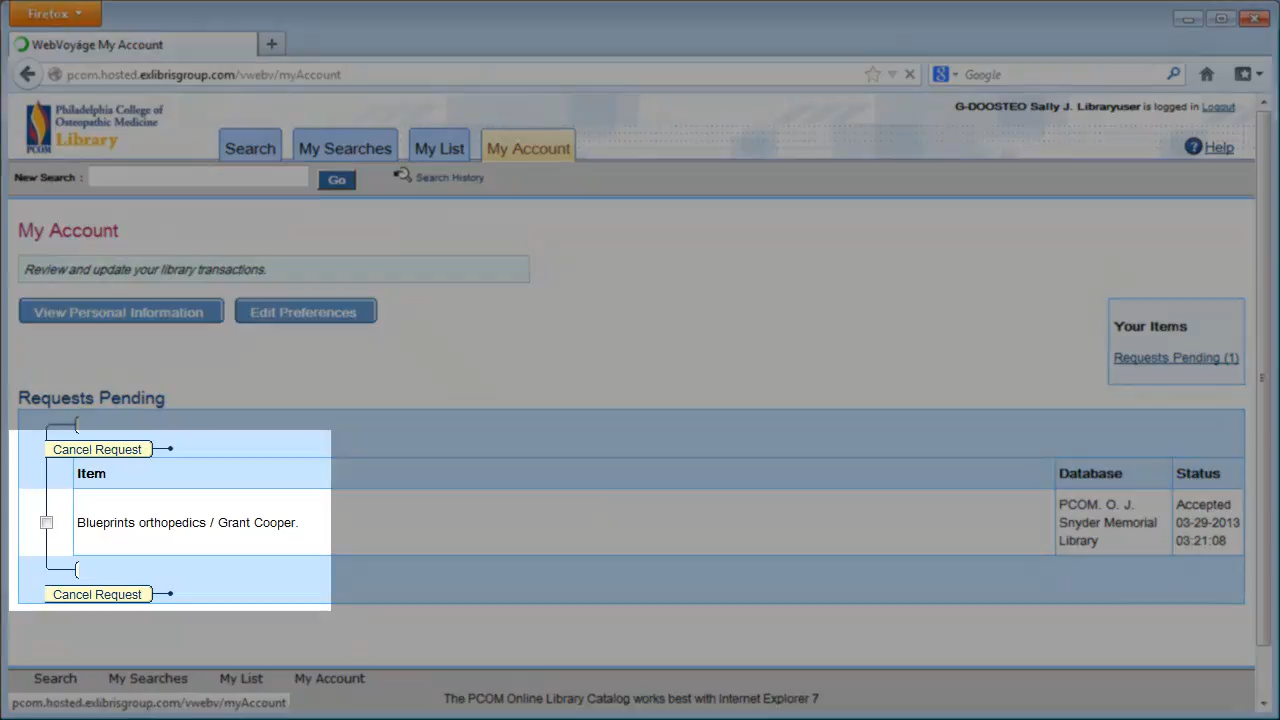 Firefox
WebVoyáge My Account
pcom.hosted.exlibrisgroup.com/vwebv/myAccount
Google
Philadelphia College of
Osteopathic Medicine
Library
PCOM
G-DOOSTEO Sally J. Libraryuser is logged in Logout
Search
My Searches
My List
My Account
Help
New Search :
Go
Search History
My Account
Review and update your library transactions.
View Personal Information
Edit Preferences
Your Items
Requests Pending (1)
Requests Pending
Cancel Request
Item
Database
Status
Blueprints orthopedics / Grant Cooper.
PCOM. O. J.
Snyder Memorial
Library
Accepted
03-29-2013
03:21:08
Cancel Request
Search
My Searches
My List
My Account
pcom.hosted.exlibrisgroup.com/vwebv/myAccount
The PCOM Online Library Catalog works best with Internet Explorer 7